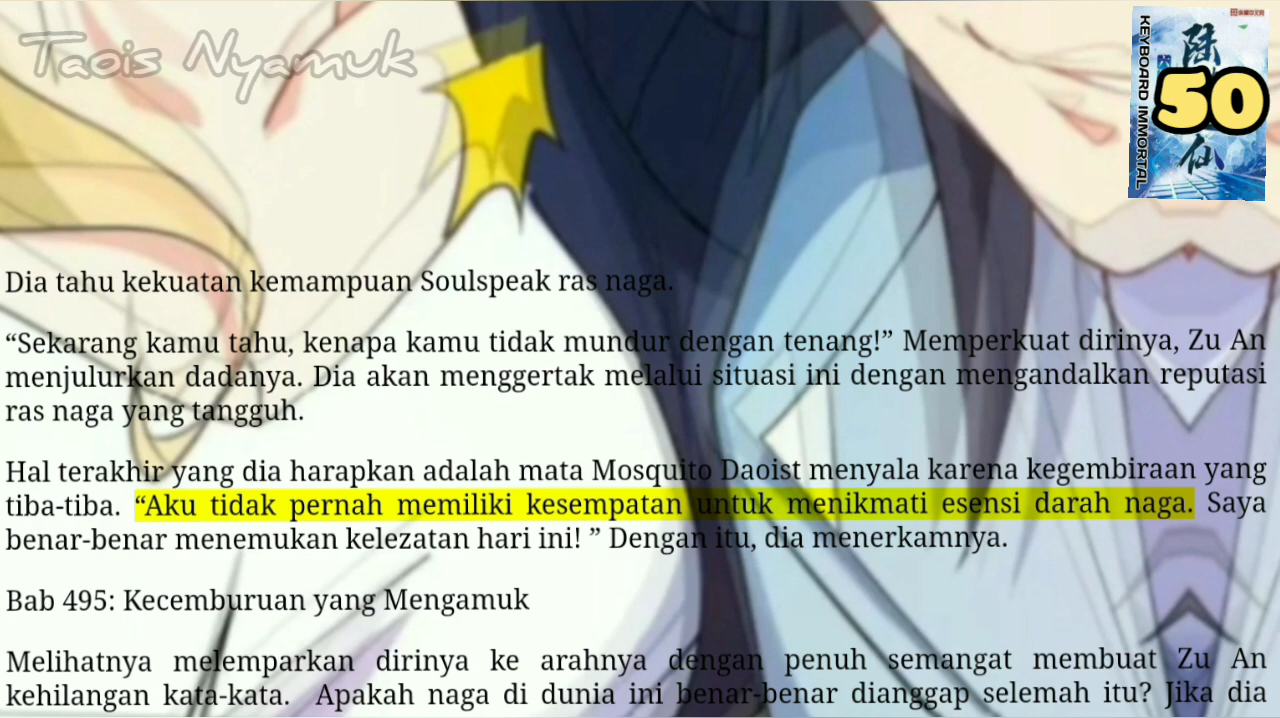 Taois Nyamuk
KEYBOARD IMMORTAL
陆
仙
50
Dia tahu kekuatan kemampuan Soulspeak ras naga.
“Sekarang kamu tahu, kenapa kamu tidak mundur dengan tenang!” Memperkuat dirinya, Zu An
menjulurkan dadanya. Dia akan menggertak melalui situasi ini dengan mengandalkan reputasi
ras naga yang tangguh.
Hal terakhir yang dia harapkan adalah mata Mosquito Daoist menyala karena kegembiraan yang
tiba-tiba. “Aku tidak pernah memiliki kesempatan untuk menikmati esensi darah naga. Saya
benar-benar menemukan kelezatan hari ini! ” Dengan itu, dia menerkamnya.
Bab 495: Kecemburuan yang Mengamuk
Melihatnya melemparkan dirinya ke arahnya dengan penuh semangat membuat Zu An
kehilangan kata-kata. Apakah naga di dunia ini benar-benar dianggap selemah itu? Jika dia